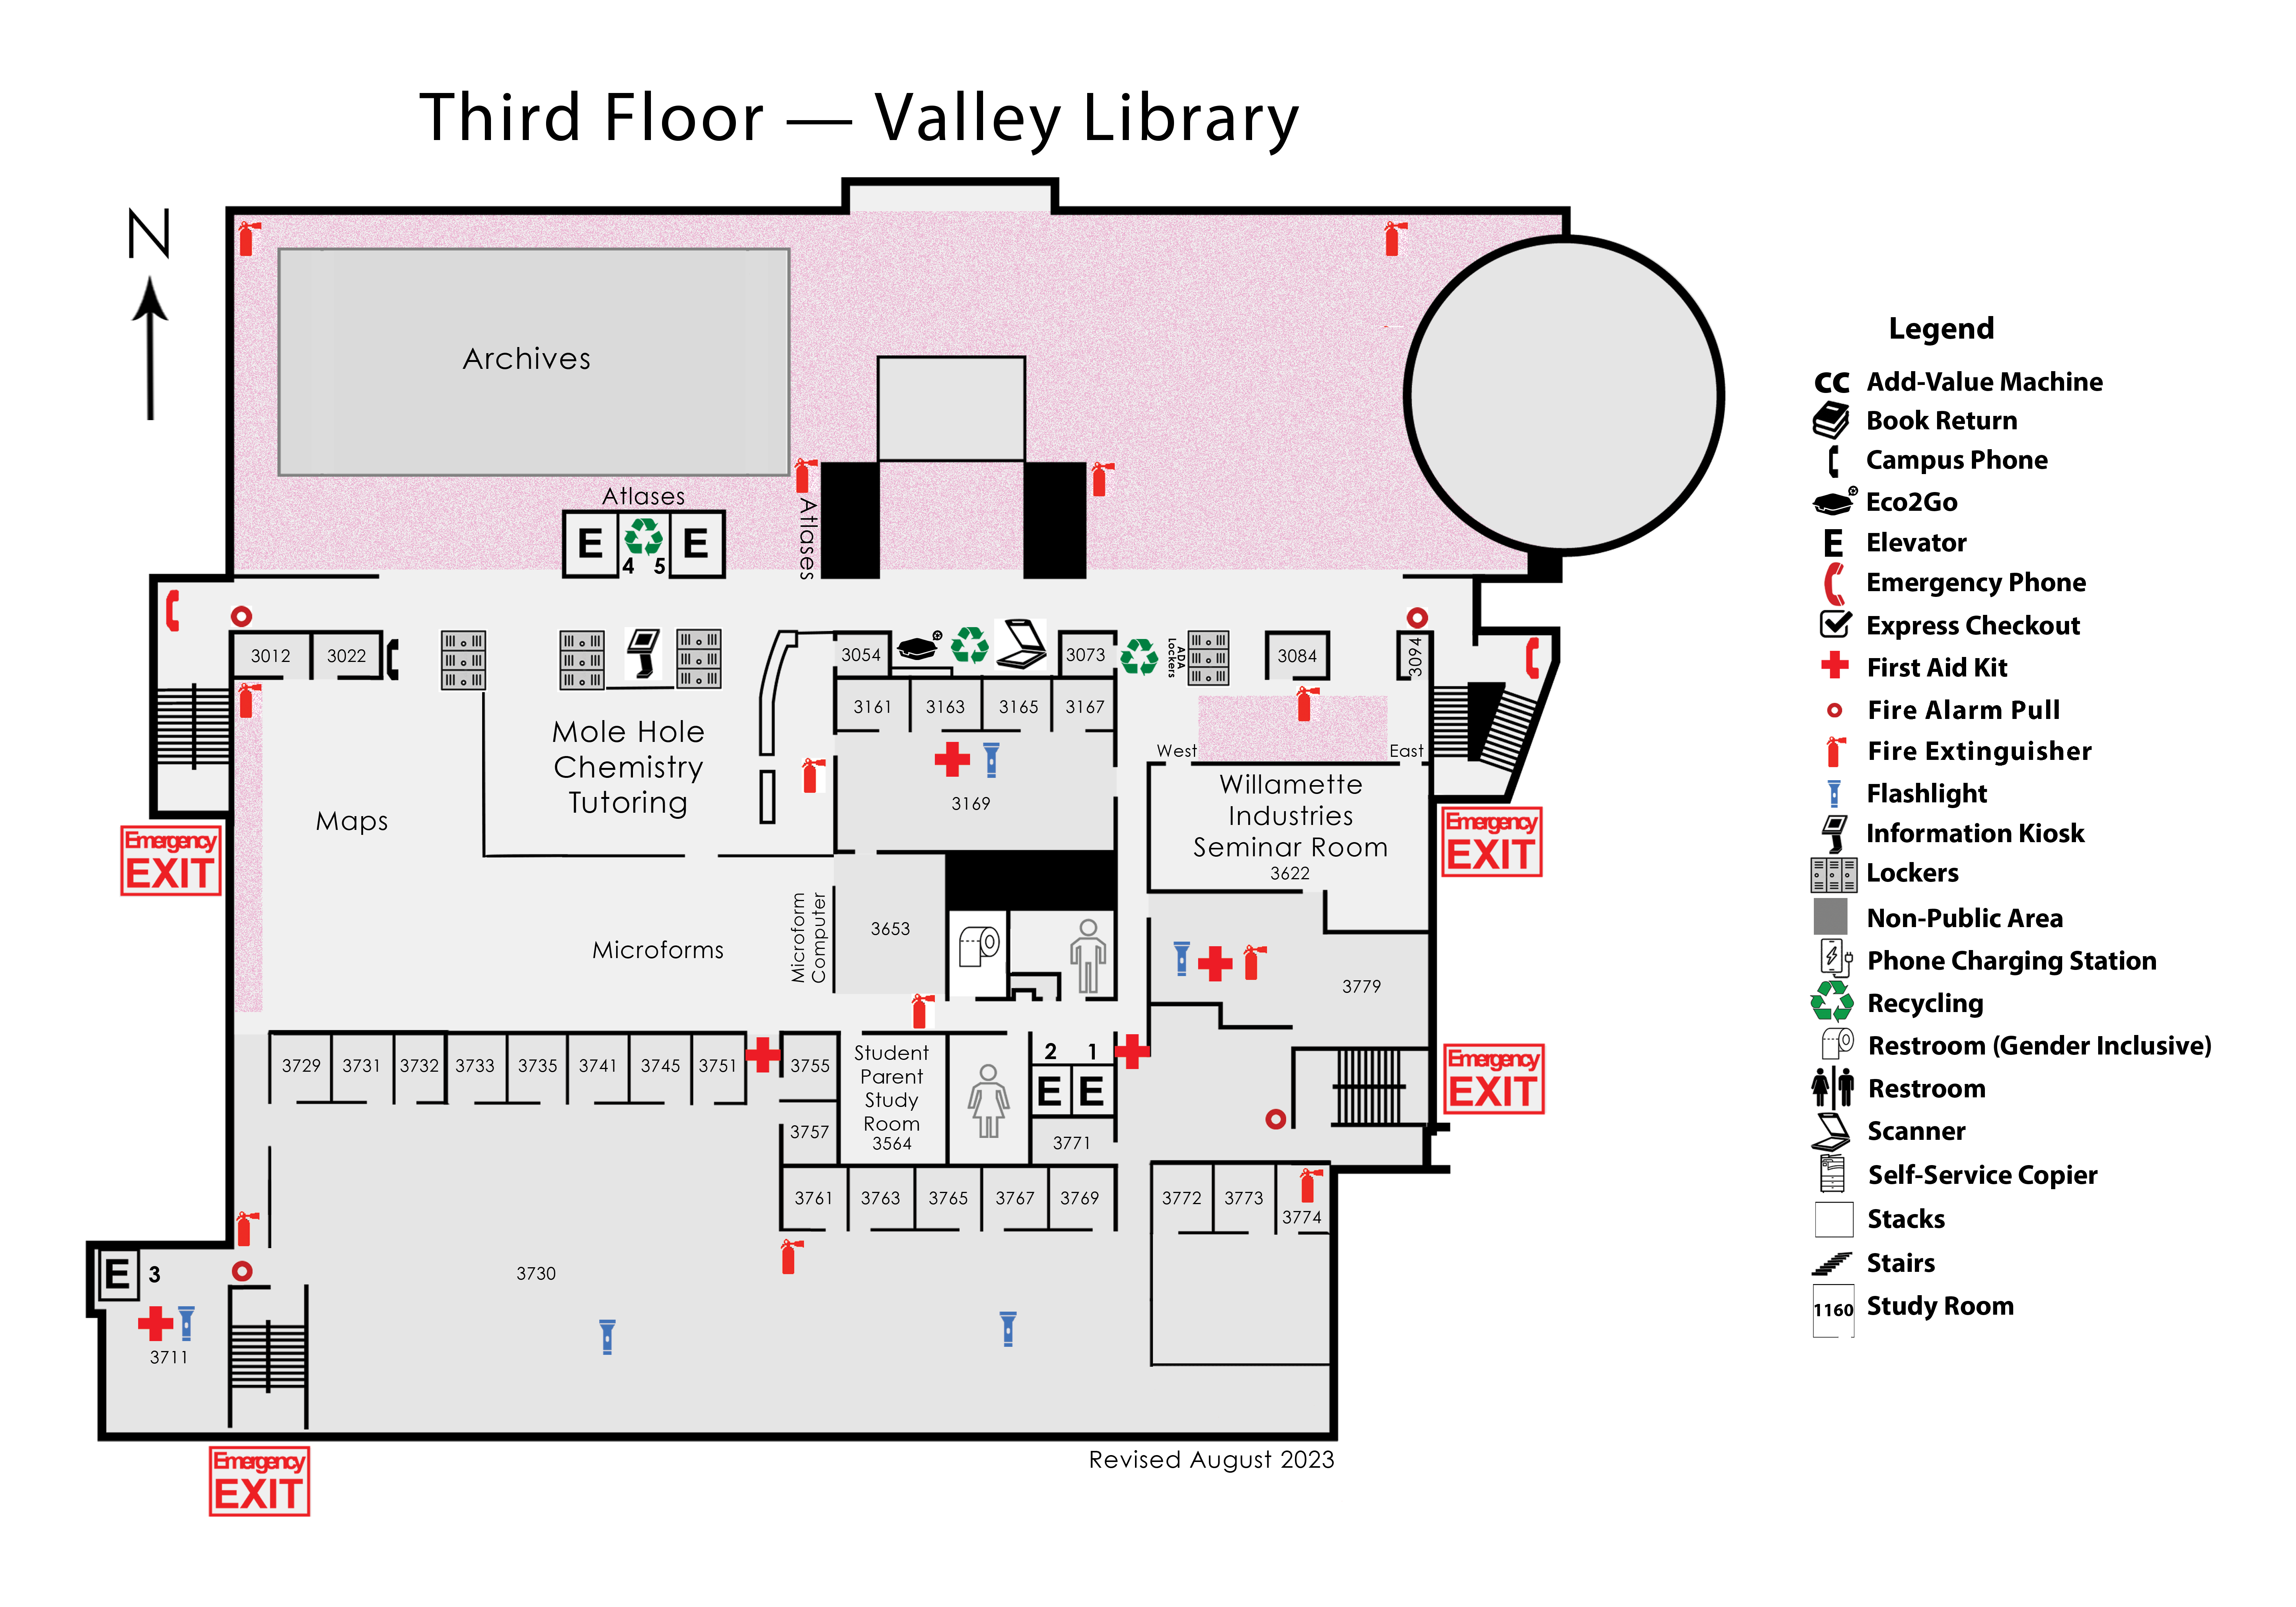 Third Floor — Valley Library
N
Archives
Atlases
Atlases
E
4
5
E
3012
3022
3054
3073
ADA
Lockers
3084
3094
3161
3163
3165
3167
Mole Hole
Chemistry
Tutoring
West
East
3169
Willamette
Industries
Seminar Room
3622
Maps
Emergency
EXIT
Emergency
EXIT
Microform
Computer
3653
Microforms
3779
3729
3731
3732
3733
3735
3741
3745
3751
3755
Student
Parent
Study
Room
3564
2
1
E
E
Emergency
EXIT
3757
3771
3761
3763
3765
3767
3769
3772
3773
3774
E
3
3730
3711
Emergency
EXIT
Revised August 2023
Legend
CC Add-Value Machine
Book Return
Campus Phone
Eco2Go
E Elevator
Emergency Phone
Express Checkout
First Aid Kit
Fire Alarm Pull
Fire Extinguisher
Flashlight
Information Kiosk
Lockers
Non-Public Area
Phone Charging Station
Recycling
Restroom (Gender Inclusive)
Restroom
Scanner
Self-Service Copier
Stacks
Stairs
1160 Study Room